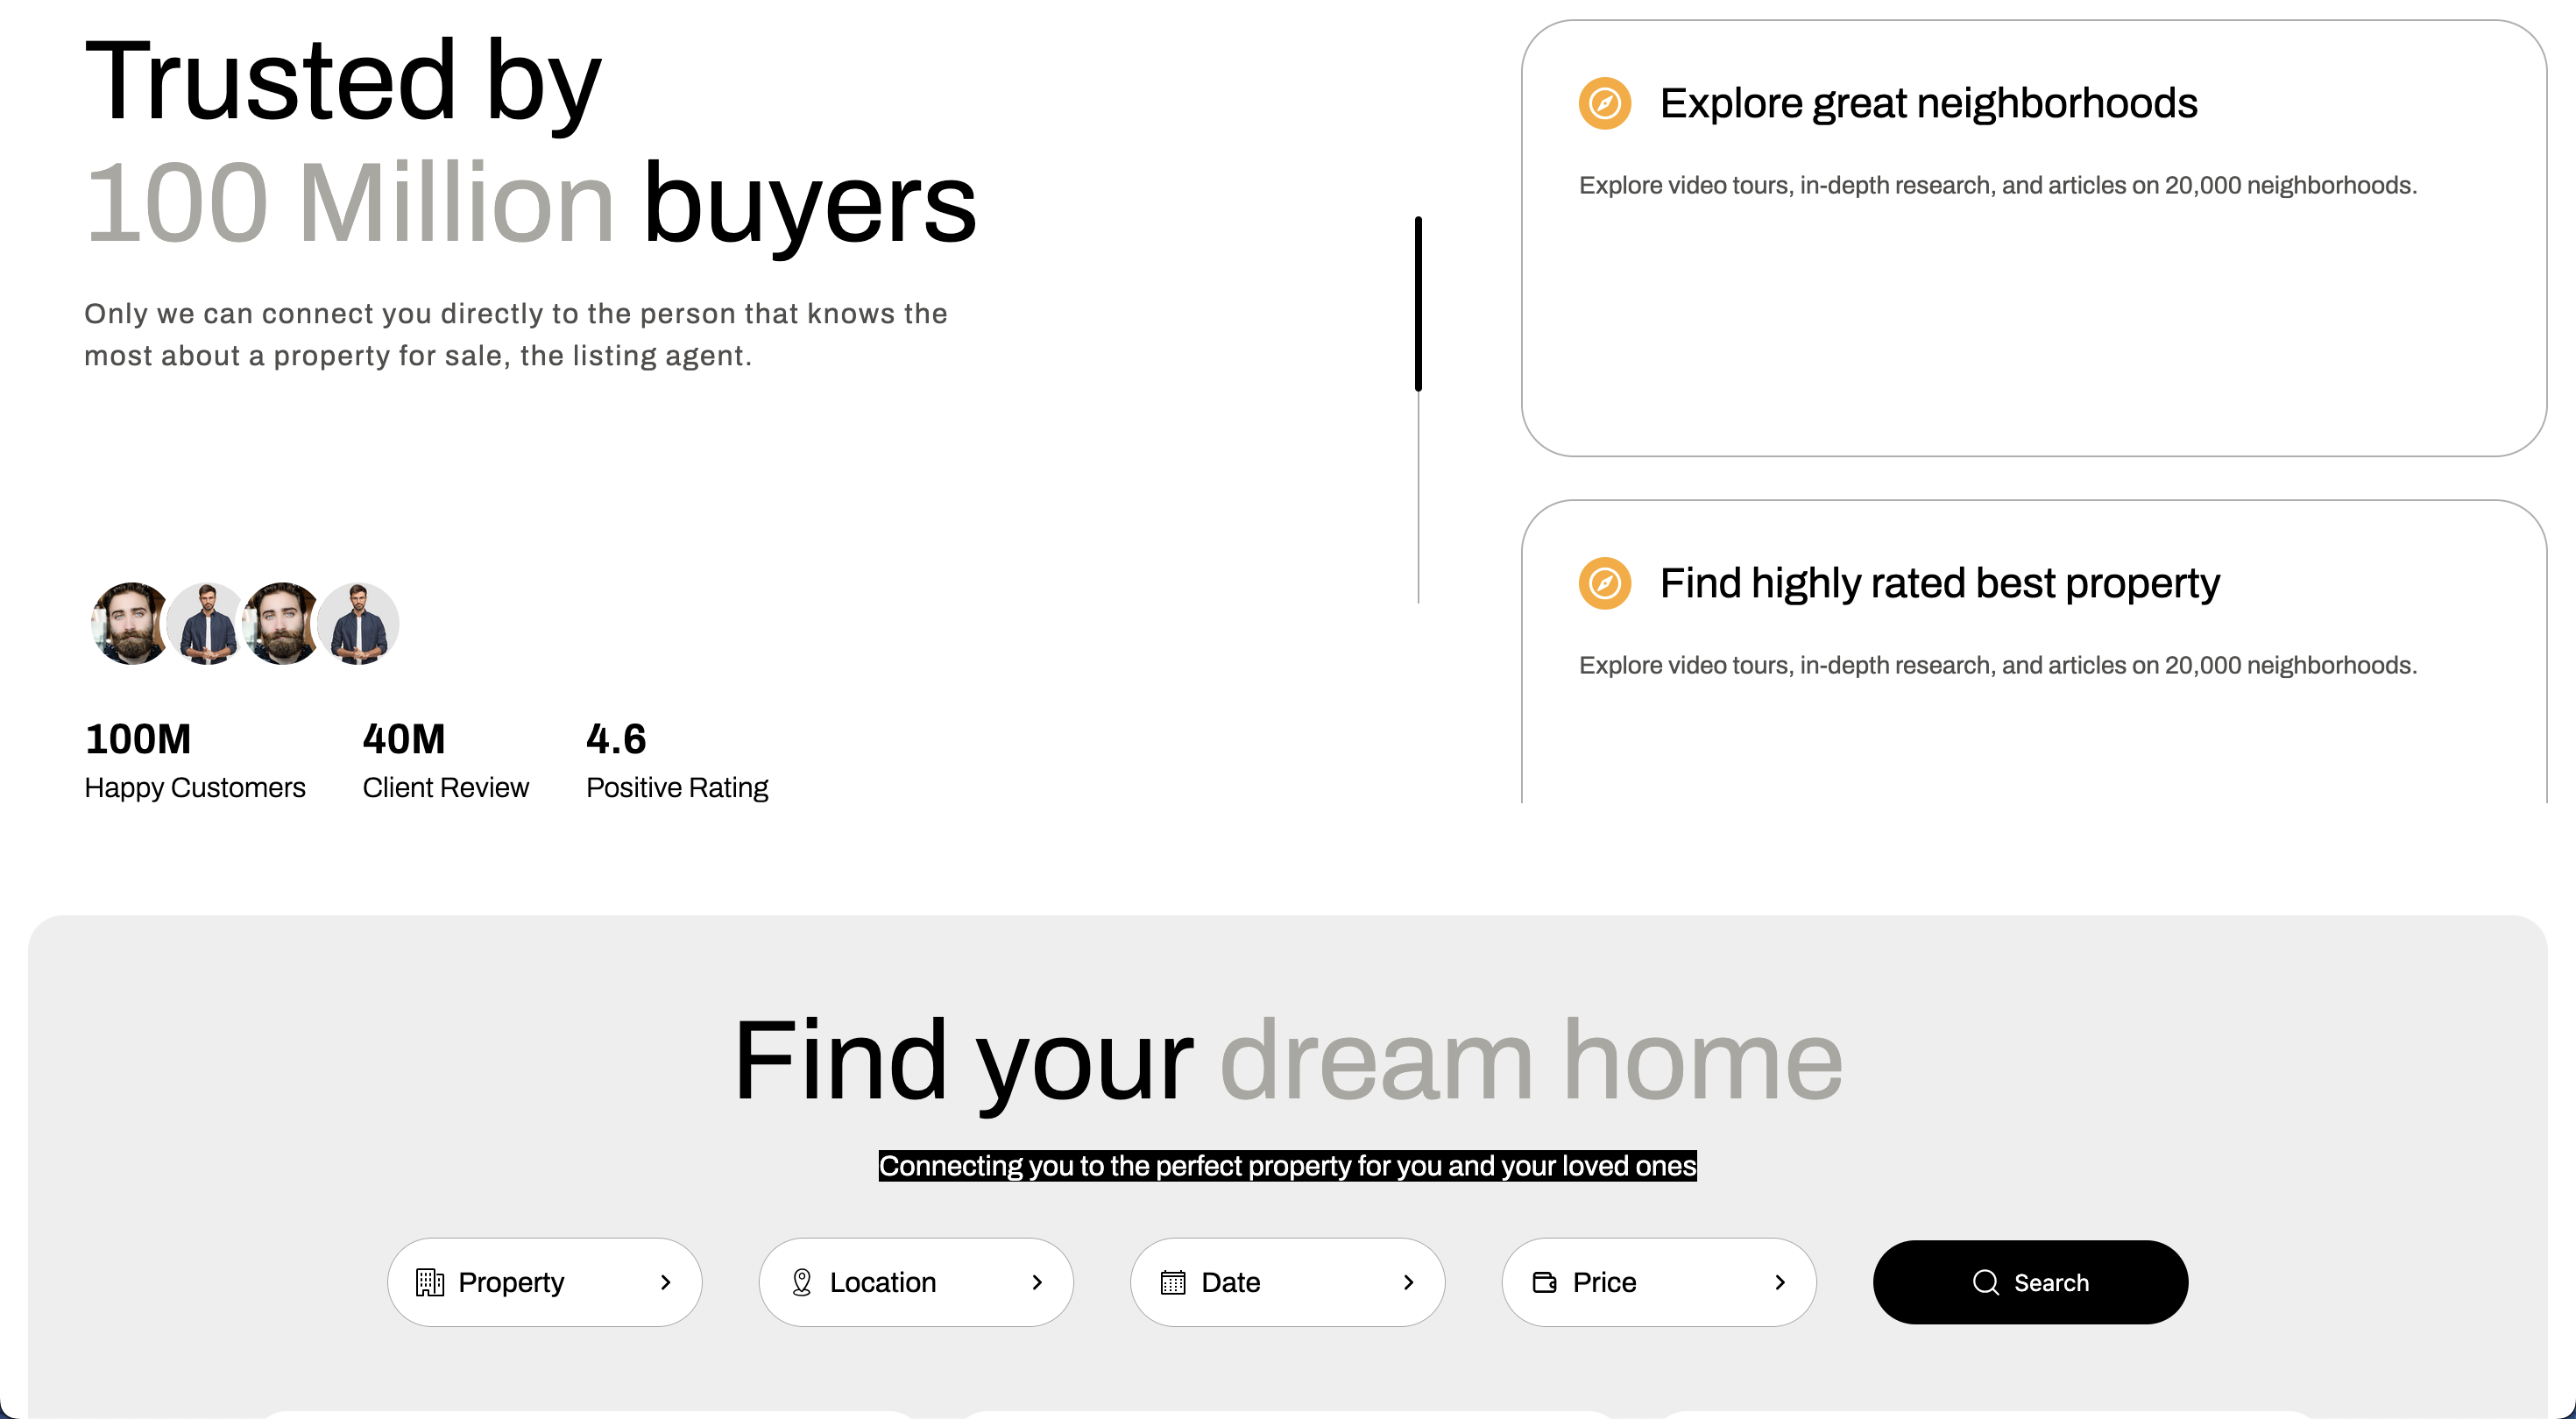 Trusted by
100 Million buyers
Only we can connect you directly to the person that knows the
most about a property for sale, the listing agent.
100M
Happy Customers
40M
Client Review
4.6
Positive Rating
Explore great neighborhoods
Explore video tours, in-depth research, and articles on 20,000 neighborhoods.
Find highly rated best property
Explore video tours, in-depth research, and articles on 20,000 neighborhoods.
Find your dream home
Connecting you to the perfect property for you and your loved ones
Property
Location
Date
Price
Search